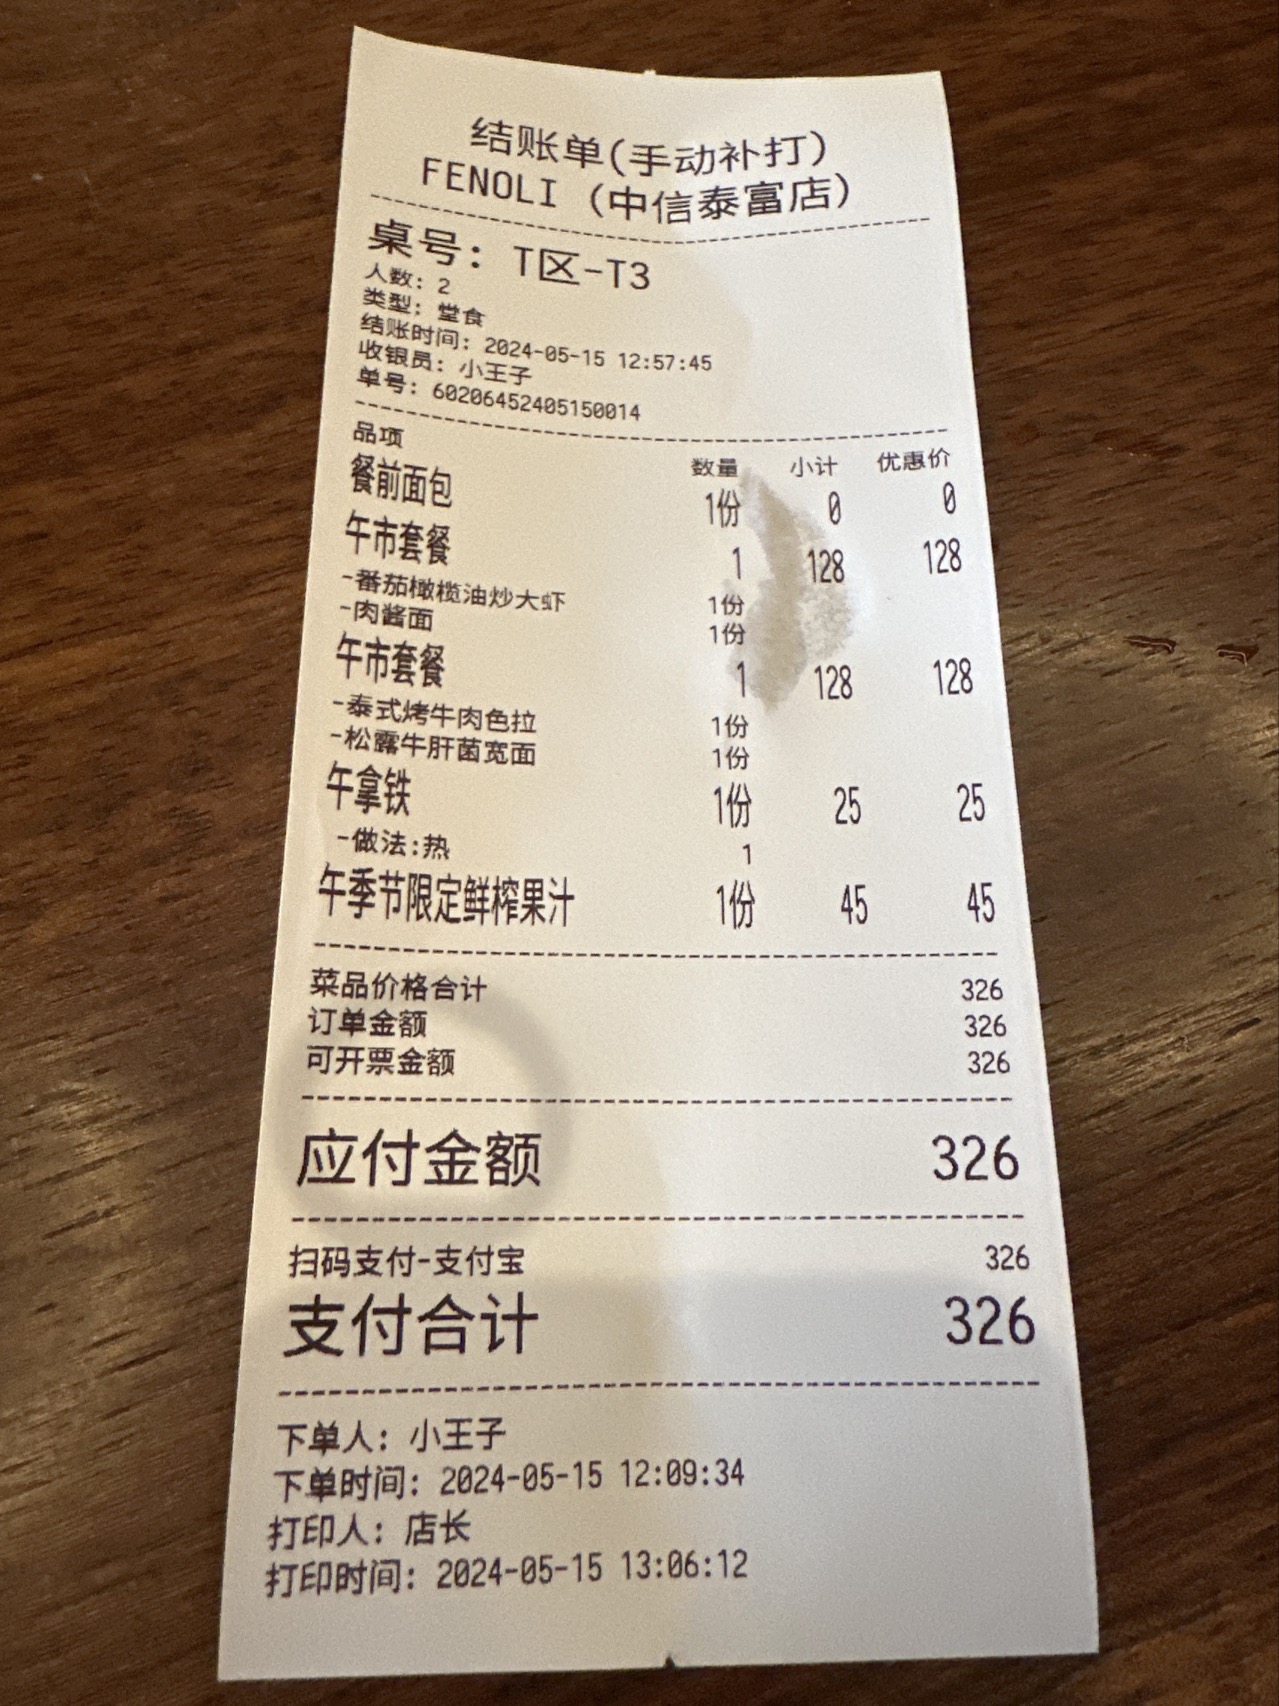 结账单(手动补打)
FENOLI (中信泰富店)
桌号: T区-T3
人数: 2
类型: 堂食
结账时间: 2024-05-15 12:57:45
收银员: 小王子
单号: 60206452405150014
品项 数量 小计 优惠价
餐前面包 1份 0 0
午市套餐 1 128 128
-番茄橄榄油炒大虾 1份
-肉酱面 1份
午市套餐 1 128 128
-泰式烤牛肉色拉 1份
-松露牛肝菌宽面 1份
午拿铁 1份 25 25
-做法:热 1
午季节限定鲜榨果汁 1份 45 45
菜品价格合计 326
订单金额 326
可开票金额 326
应付金额 326
扫码支付-支付宝 326
支付合计 326
下单人: 小王子
下单时间: 2024-05-15 12:09:34
打印人: 店长
打印时间: 2024-05-15 13:06:12